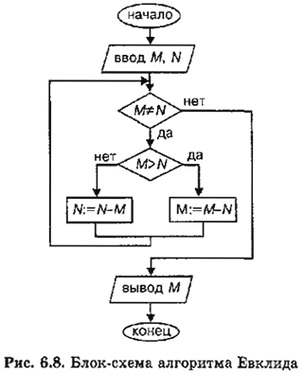 начало
ввод M, N
M≠N
нет
да
M>N
нет
да
N:=N–M
M:=M–N
вывод M
конец
Рис. 6.8. Блок-схема алгоритма Евклида